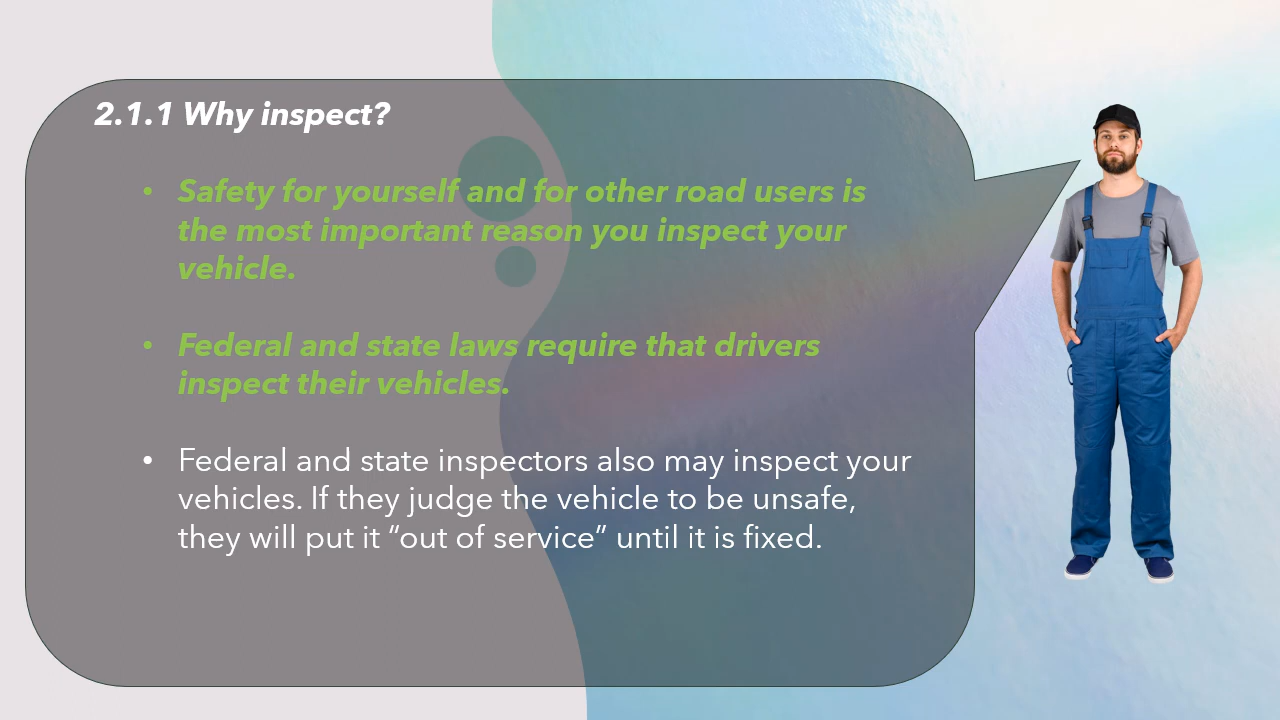 2.1.1 Why inspect?
• Safety for yourself and for other road users is
the most important reason you inspect your
vehicle.
• Federal and state laws require that drivers
inspect their vehicles.
• Federal and state inspectors also may inspect your
vehicles. If they judge the vehicle to be unsafe,
they will put it “out of service” until it is fixed.